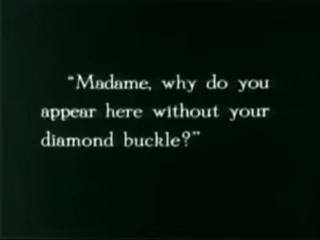 “Madame, why do you
appear here without your
diamond buckle?”